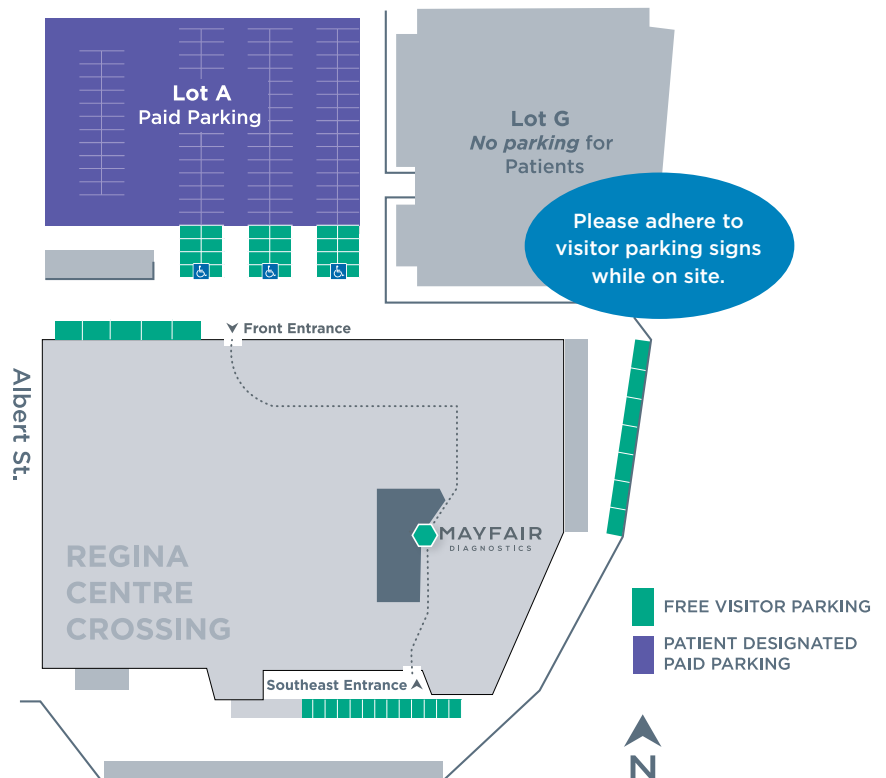 Lot A
Paid Parking
Lot G
No parking for
Patients
Please adhere to
visitor parking signs
while on site.
Front Entrance
Albert St.
MAYFAIR
DIAGNOSTICS
REGINA
CENTRE
CROSSING
Southeast Entrance
FREE VISITOR PARKING
PATIENT DESIGNATED
PAID PARKING
N